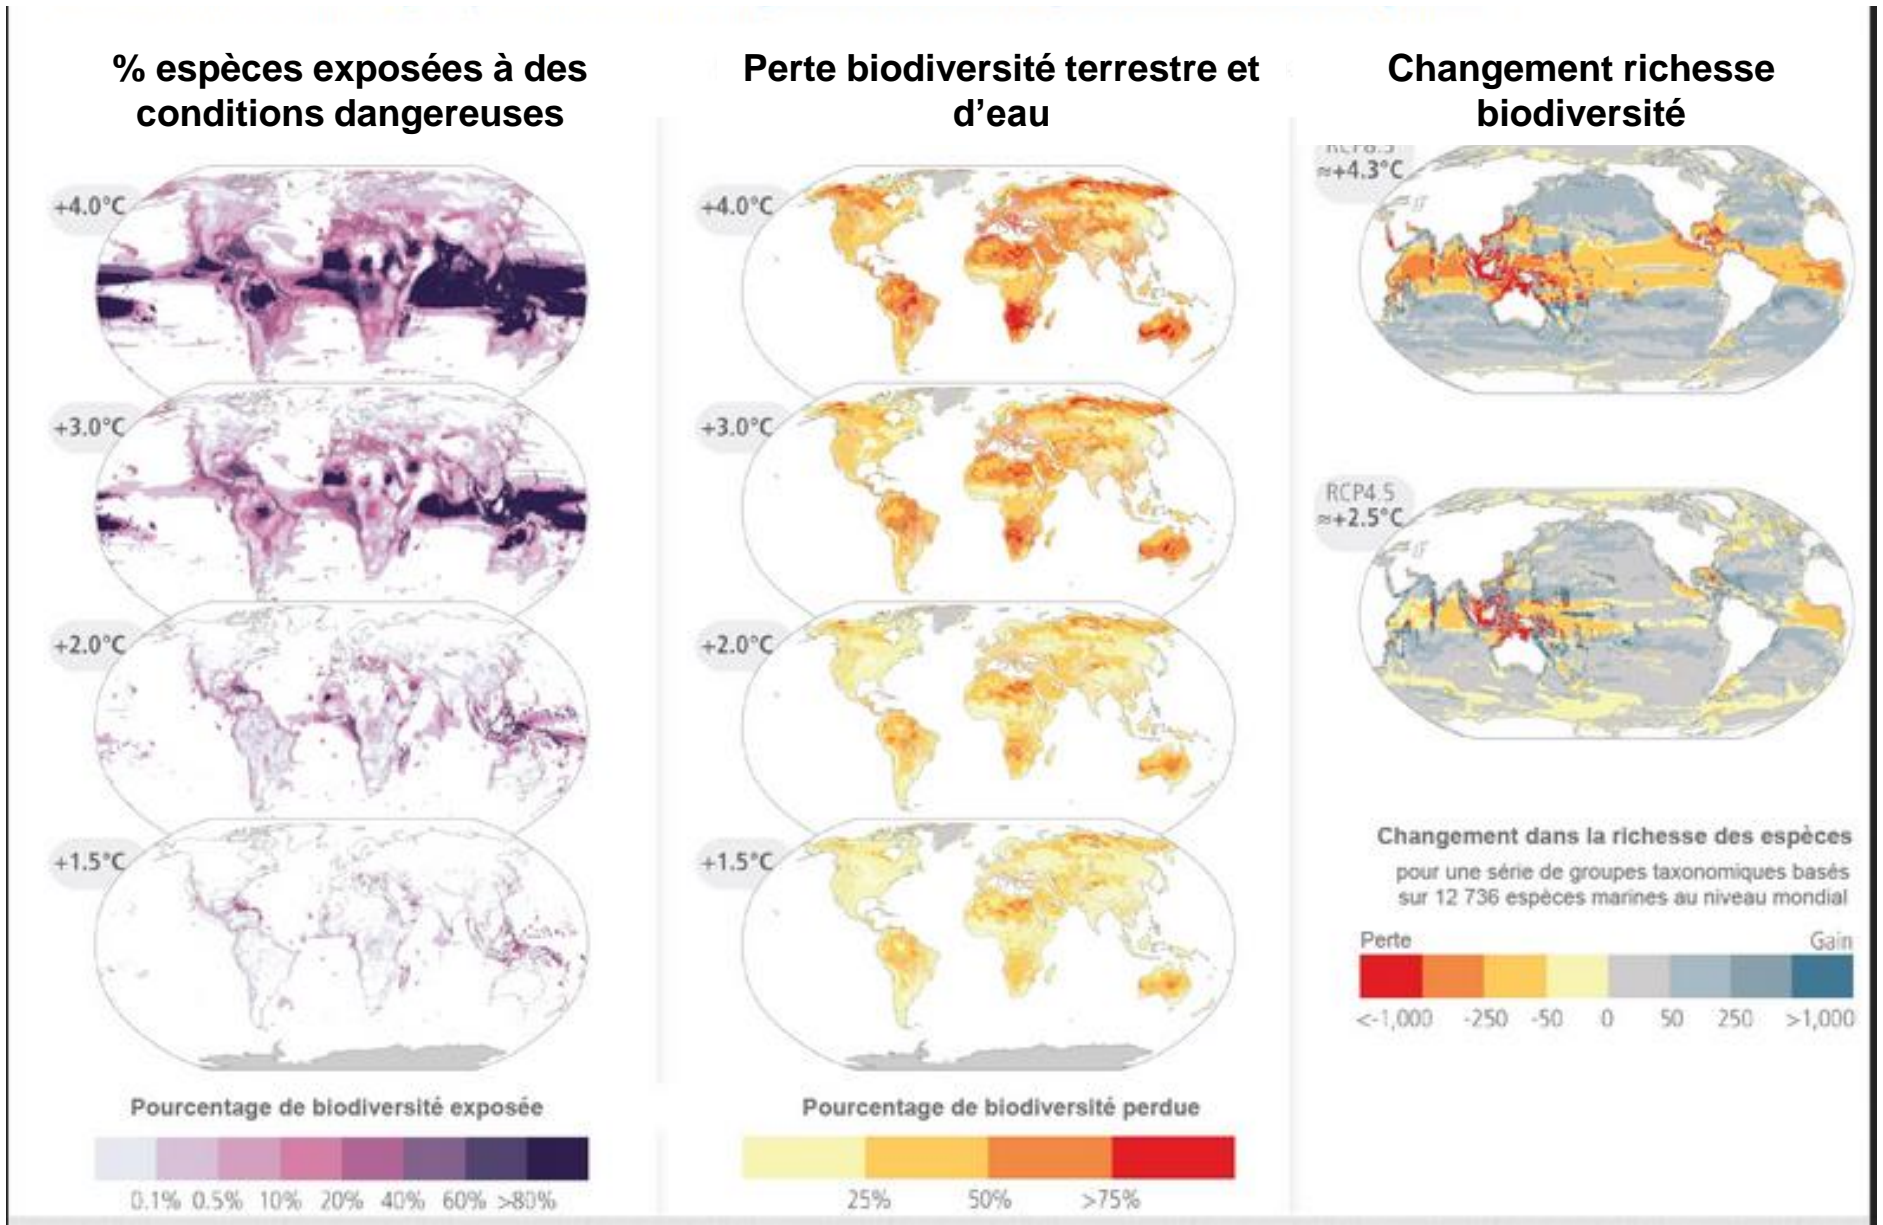 % espèces exposées à des
conditions dangereuses
+4.0°C
+3.0°C
+2.0°C
+1.5°C
Pourcentage de biodiversité exposée
0.1% 0.5% 10% 20% 40% 60% >80%
Perte biodiversité terrestre et
d’eau
+4.0°C
+3.0°C
+2.0°C
+1.5°C
Pourcentage de biodiversité perdue
25% 50% >75%
Changement richesse
biodiversité
RCP8.5
≈+4.3°C
RCP4.5
≈+2.5°C
Changement dans la richesse des espèces
pour une série de groupes taxonomiques basés
sur 12 736 espèces marines au niveau mondial
Perte Gain
<-1,000 -250 -50 0 50 250 >1,000